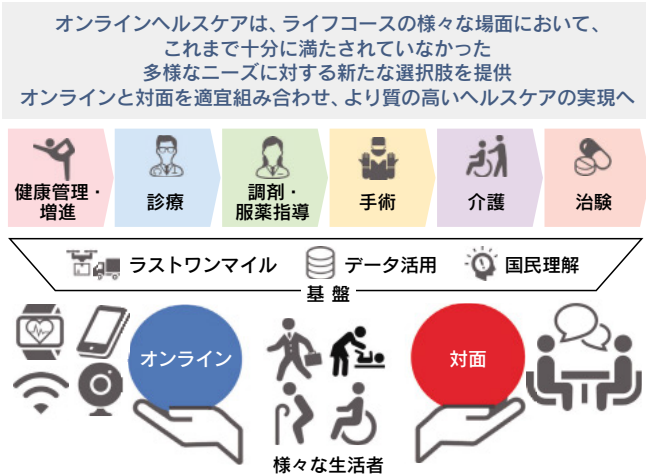 オンラインヘルスケアは、ライフコースの様々な場面において、
これまで十分に満たされていなかった
多様なニーズに対する新たな選択肢を提供
オンラインと対面を適宜組み合わせ、より質の高いヘルスケアの実現へ
健康管理・
増進
診療
調剤・
服薬指導
手術
介護
治験
ラストワンマイル
データ活用
国民理解
基盤
オンライン
対面
様々な生活者